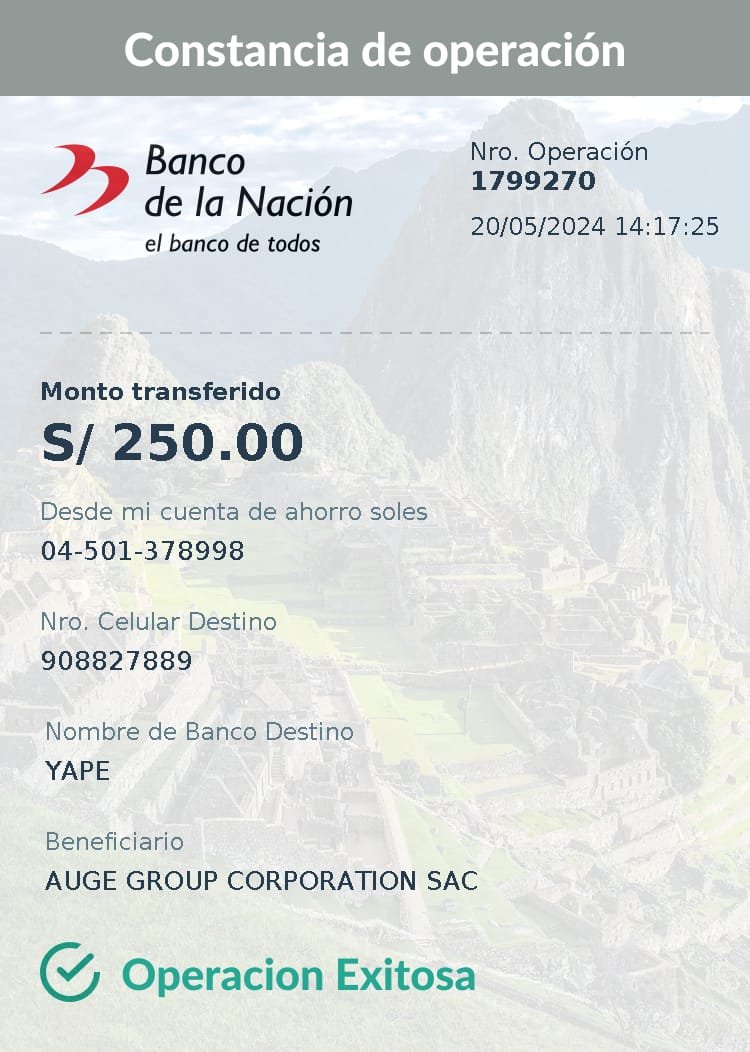 Constancia de operación
Banco
de la Nación
el banco de todos
Nro. Operación
1799270
20/05/2024 14:17:25
Monto transferido
S/ 250.00
Desde mi cuenta de ahorro soles
04-501-378998
Nro. Celular Destino
908827889
Nombre de Banco Destino
YAPE
Beneficiario
AUGE GROUP CORPORATION SAC
Operacion Exitosa